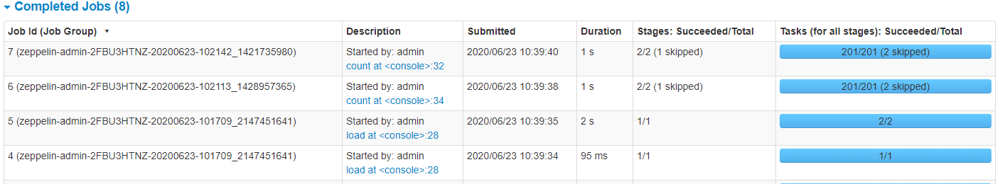 Completed Jobs (8)
Job Id (Job Group) Description Submitted Duration Stages: Succeeded/Total Tasks (for all stages): Succeeded/Total
7 (zeppelin-admin-2FBU3HTNZ-20200623-102142_1421735980) Started by: admin 2020/06/23 10:39:40 1 s 2/2 (1 skipped) 201/201 (2 skipped)
count at <console>:32
6 (zeppelin-admin-2FBU3HTNZ-20200623-102113_1428957365) Started by: admin 2020/06/23 10:39:38 1 s 2/2 (1 skipped) 201/201 (2 skipped)
count at <console>:34
5 (zeppelin-admin-2FBU3HTNZ-20200623-101709_2147451641) Started by: admin 2020/06/23 10:39:35 2 s 1/1 2/2
load at <console>:28
4 (zeppelin-admin-2FBU3HTNZ-20200623-101709_2147451641) Started by: admin 2020/06/23 10:39:34 95 ms 1/1 1/1
load at <console>:28